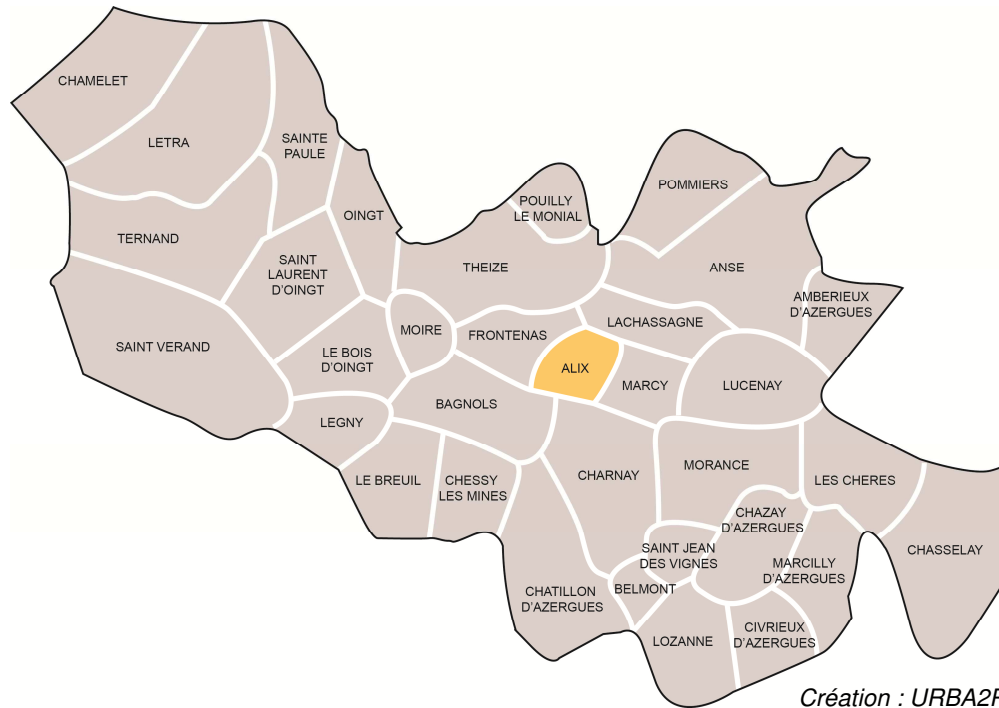 CHAMELET
LETRA
SAINTE
PAULE
POMMIERS
POUILLY
LE MONIAL
OINGT
TERNAND
SAINT
LAURENT
D'OINGT
THEIZE
ANSE
AMBERIEUX
D'AZERGUES
SAINT VERAND
MOIRE
FRONTENAS
LACHASSAGNE
LE BOIS
D'OINGT
ALIX
MARCY
LUCENAY
LEGNY
BAGNOLS
LE BREUIL
CHESSY
LES MINES
CHARNAY
MORANCE
LES CHERES
CHAZAY
D'AZERGUES
SAINT JEAN
DES VIGNES
MARCILLY
D'AZERGUES
CHASSELAY
CHATILLON
D'AZERGUES
BELMONT
LOZANNE
CIVRIEUX
D'AZERGUES
Création : URBA2P